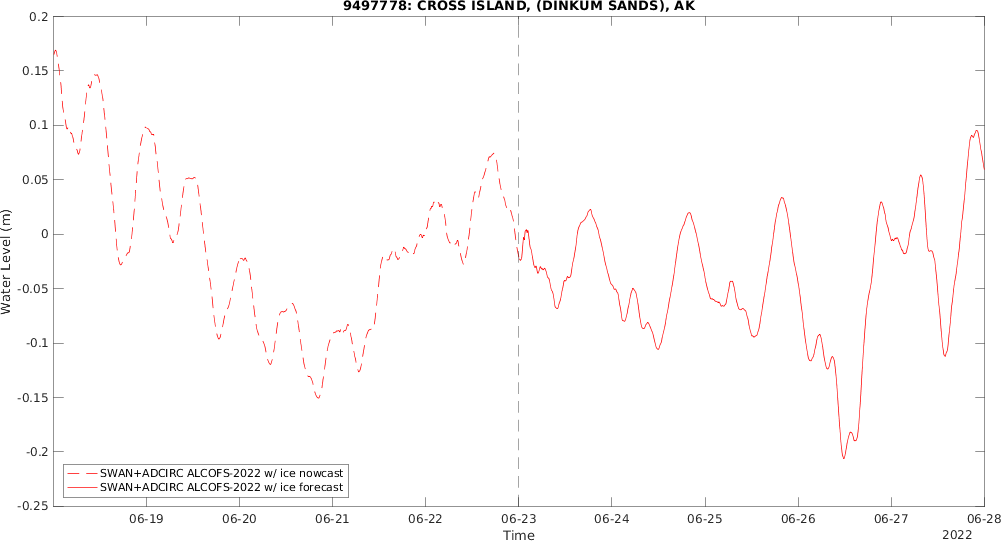 9497778: CROSS ISLAND, (DINKUM SANDS), AK
Water Level (m)
0.2
0.15
0.1
0.05
0
-0.05
-0.1
-0.15
-0.2
-0.25
SWAN+ADCIRC ALCOFS-2022 w/ ice nowcast
SWAN+ADCIRC ALCOFS-2022 w/ ice forecast
06-19 06-20 06-21 06-22 06-23 06-24 06-25 06-26 06-27 06-28
Time
2022